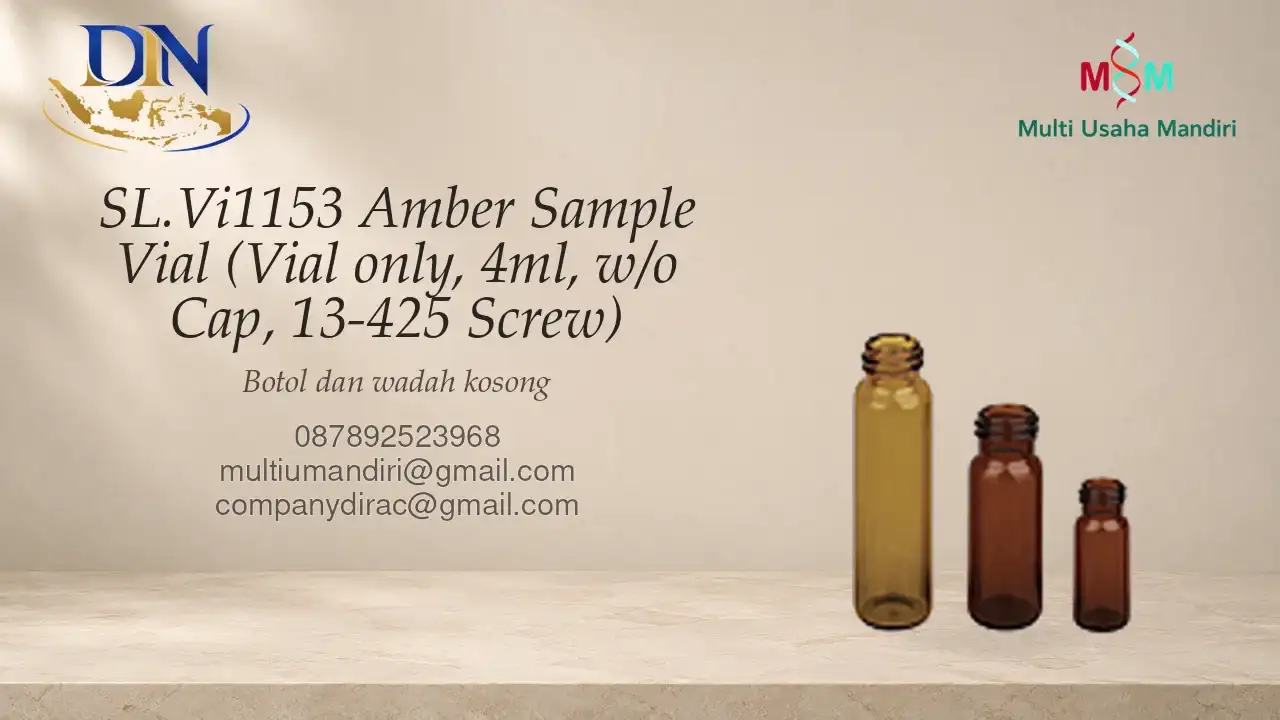 DN
MSM
Multi Usaha Mandiri
SL.Vi1153 Amber Sample
Vial (Vial only, 4ml, w/o
Cap, 13-425 Screw)
Botol dan wadah kosong
087892523968
multiumandiri@gmail.com
companydirac@gmail.com